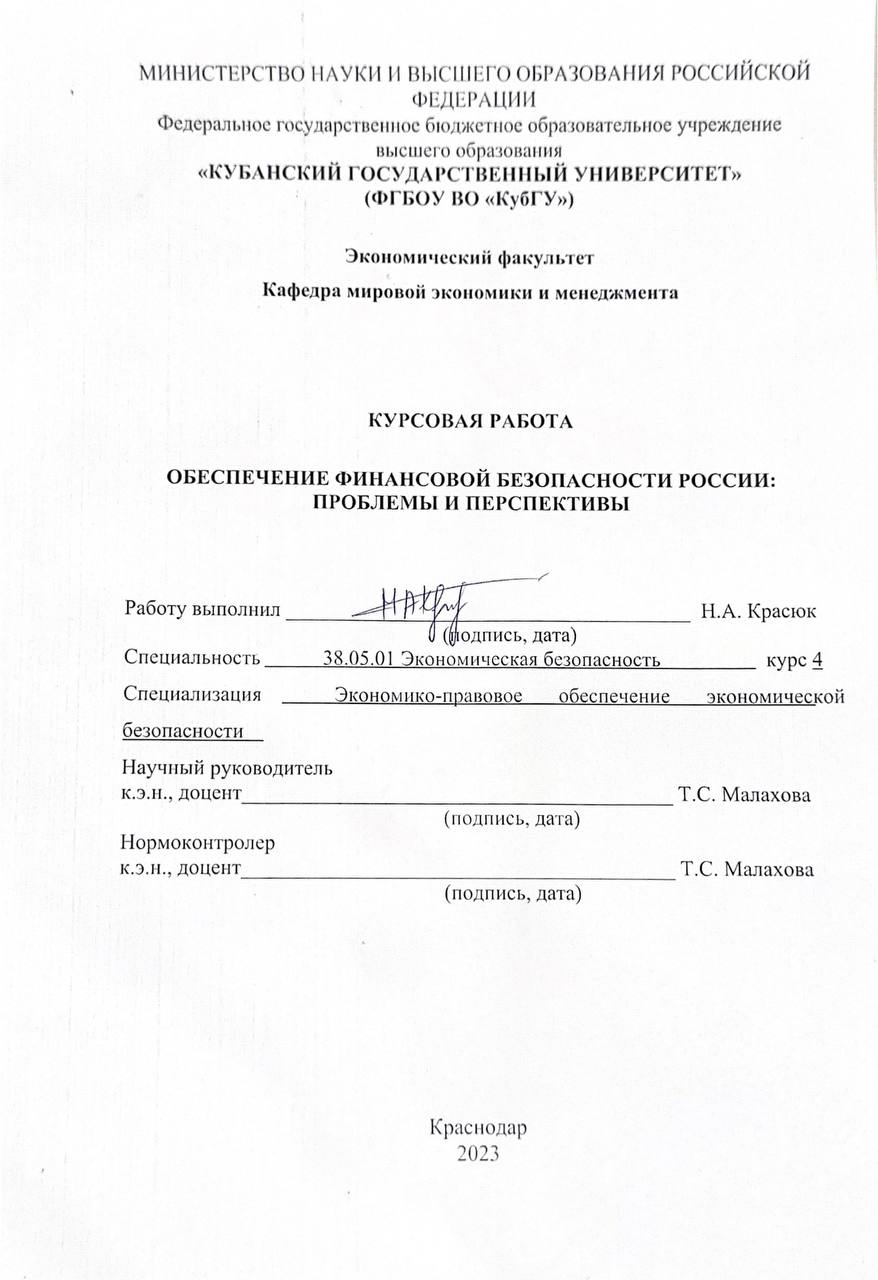 МИНИСТЕРСТВО НАУКИ И ВЫСШЕГО ОБРАЗОВАНИЯ РОССИЙСКОЙ
ФЕДЕРАЦИИ
Федеральное государственное бюджетное образовательное учреждение
высшего образования
«КУБАНСКИЙ ГОСУДАРСТВЕННЫЙ УНИВЕРСИТЕТ»
(ФГБОУ ВО «КубГУ»)
Экономический факультет
Кафедра мировой экономики и менеджмента
КУРСОВАЯ РАБОТА
ОБЕСПЕЧЕНИЕ ФИНАНСОВОЙ БЕЗОПАСНОСТИ РОССИИ:
ПРОБЛЕМЫ И ПЕРСПЕКТИВЫ
Работу выполнил Н.А. Красюк
(подпись, дата)
Специальность 38.05.01 Экономическая безопасность курс 4
Специализация Экономико-правовое обеспечение экономической
безопасности
Научный руководитель
к.э.н., доцент Т.С. Малахова
(подпись, дата)
Нормоконтролер
к.э.н., доцент Т.С. Малахова
(подпись, дата)
Краснодар
2023